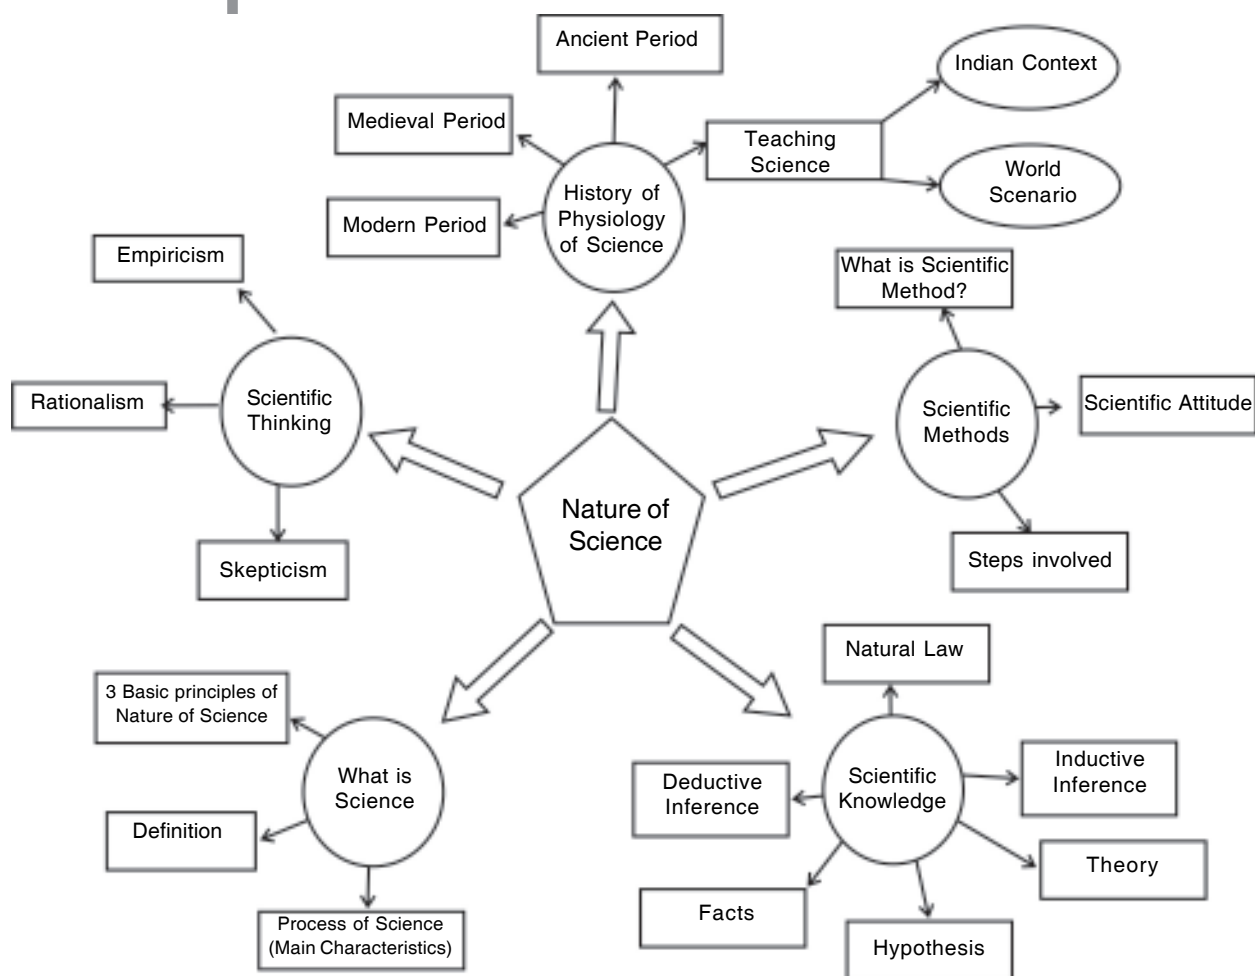 Ancient Period
Indian Context
Medieval Period
Teaching
Science
World
Scenario
History of
Physiology
of Science
Modern Period
Empiricism
What is Scientific
Method?
Rationalism
Scientific
Thinking
Scientific
Methods
Scientific Attitude
Nature of
Science
Skepticism
Steps involved
Natural Law
3 Basic principles of
Nature of Science
What is
Science
Deductive
Inference
Scientific
Knowledge
Inductive
Inference
Definition
Theory
Process of Science
(Main Characteristics)
Facts
Hypothesis